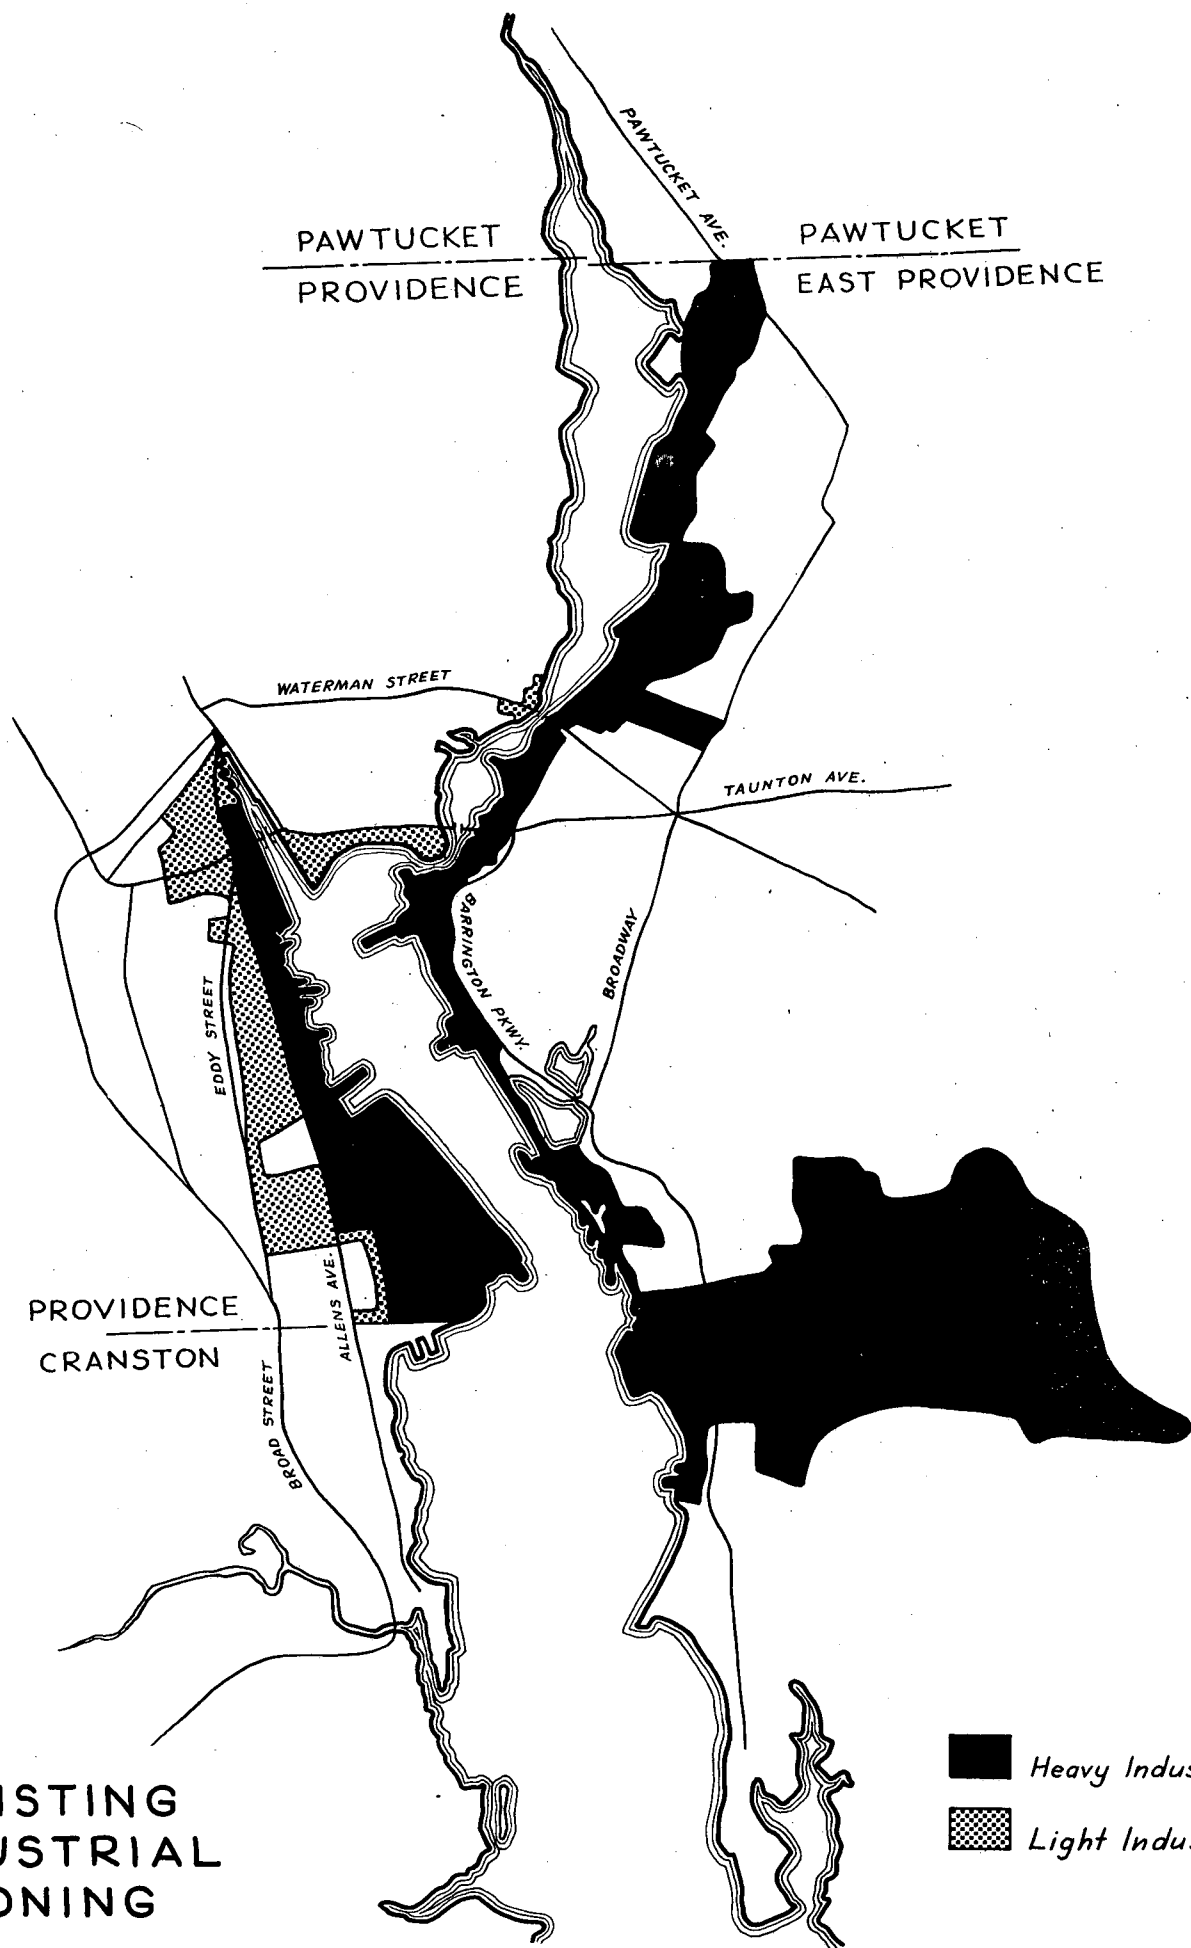 PAWTUCKET AVE.
PAWTUCKET
PROVIDENCE
PAWTUCKET
EAST PROVIDENCE
WATERMAN STREET
TAUNTON AVE.
BARRINGTON PKWY.
BROADWAY
EDDY STREET
ALLENS AVE.
PROVIDENCE
CRANSTON
BROAD STREET
Heavy Indus
Light Indus
ISTING
USTRIAL
ONING